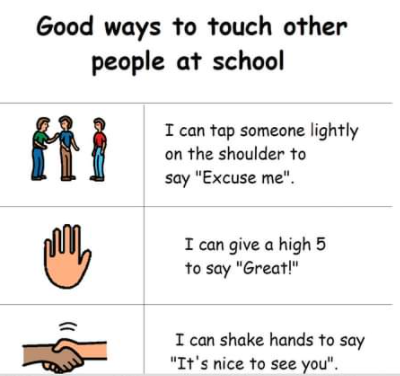 Good ways to touch other
people at school
I can tap someone lightly
on the shoulder to
say "Excuse me".
I can give a high 5
to say "Great!"
I can shake hands to say
"It's nice to see you".